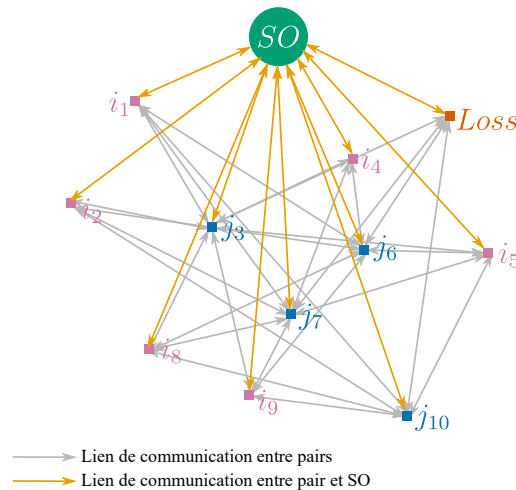 SO
i1
Loss
i4
i2
j3
j6
i5
j7
i8
i9
j10
Lien de communication entre pairs
Lien de communication entre pair et SO